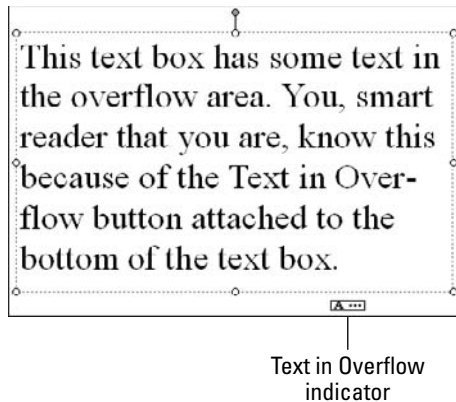 This text box has some text in
the overflow area. You, smart
reader that you are, know this
because of the Text in Over-
flow button attached to the
bottom of the text box.
A ...
Text in Overflow
indicator